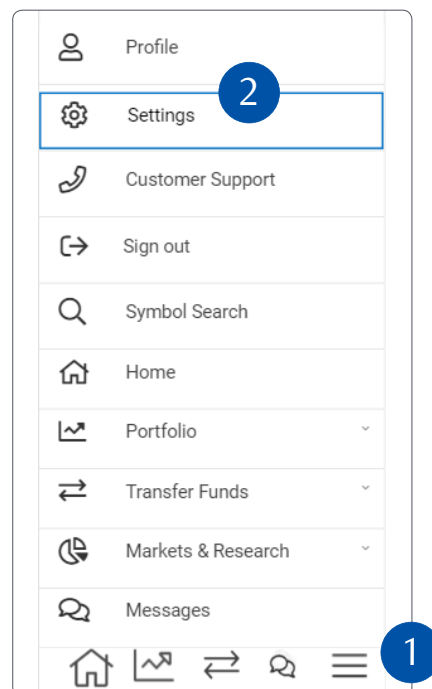 Profile
2
Settings
Customer Support
Sign out
Symbol Search
Home
Portfolio
Transfer Funds
Markets & Research
Messages
1